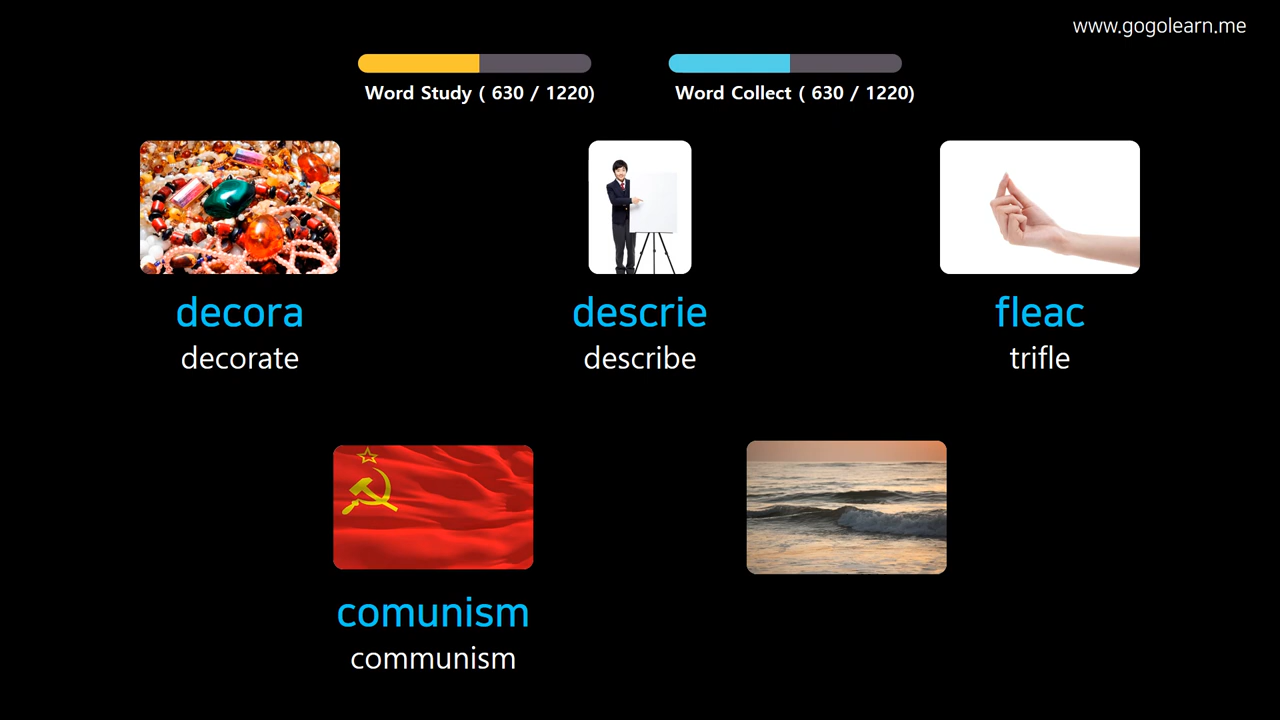 www.gogolearn.me
Word Study ( 630 / 1220)
Word Collect ( 630 / 1220)
decora
decorate
descrie
describe
fleac
trifle
comunism
communism